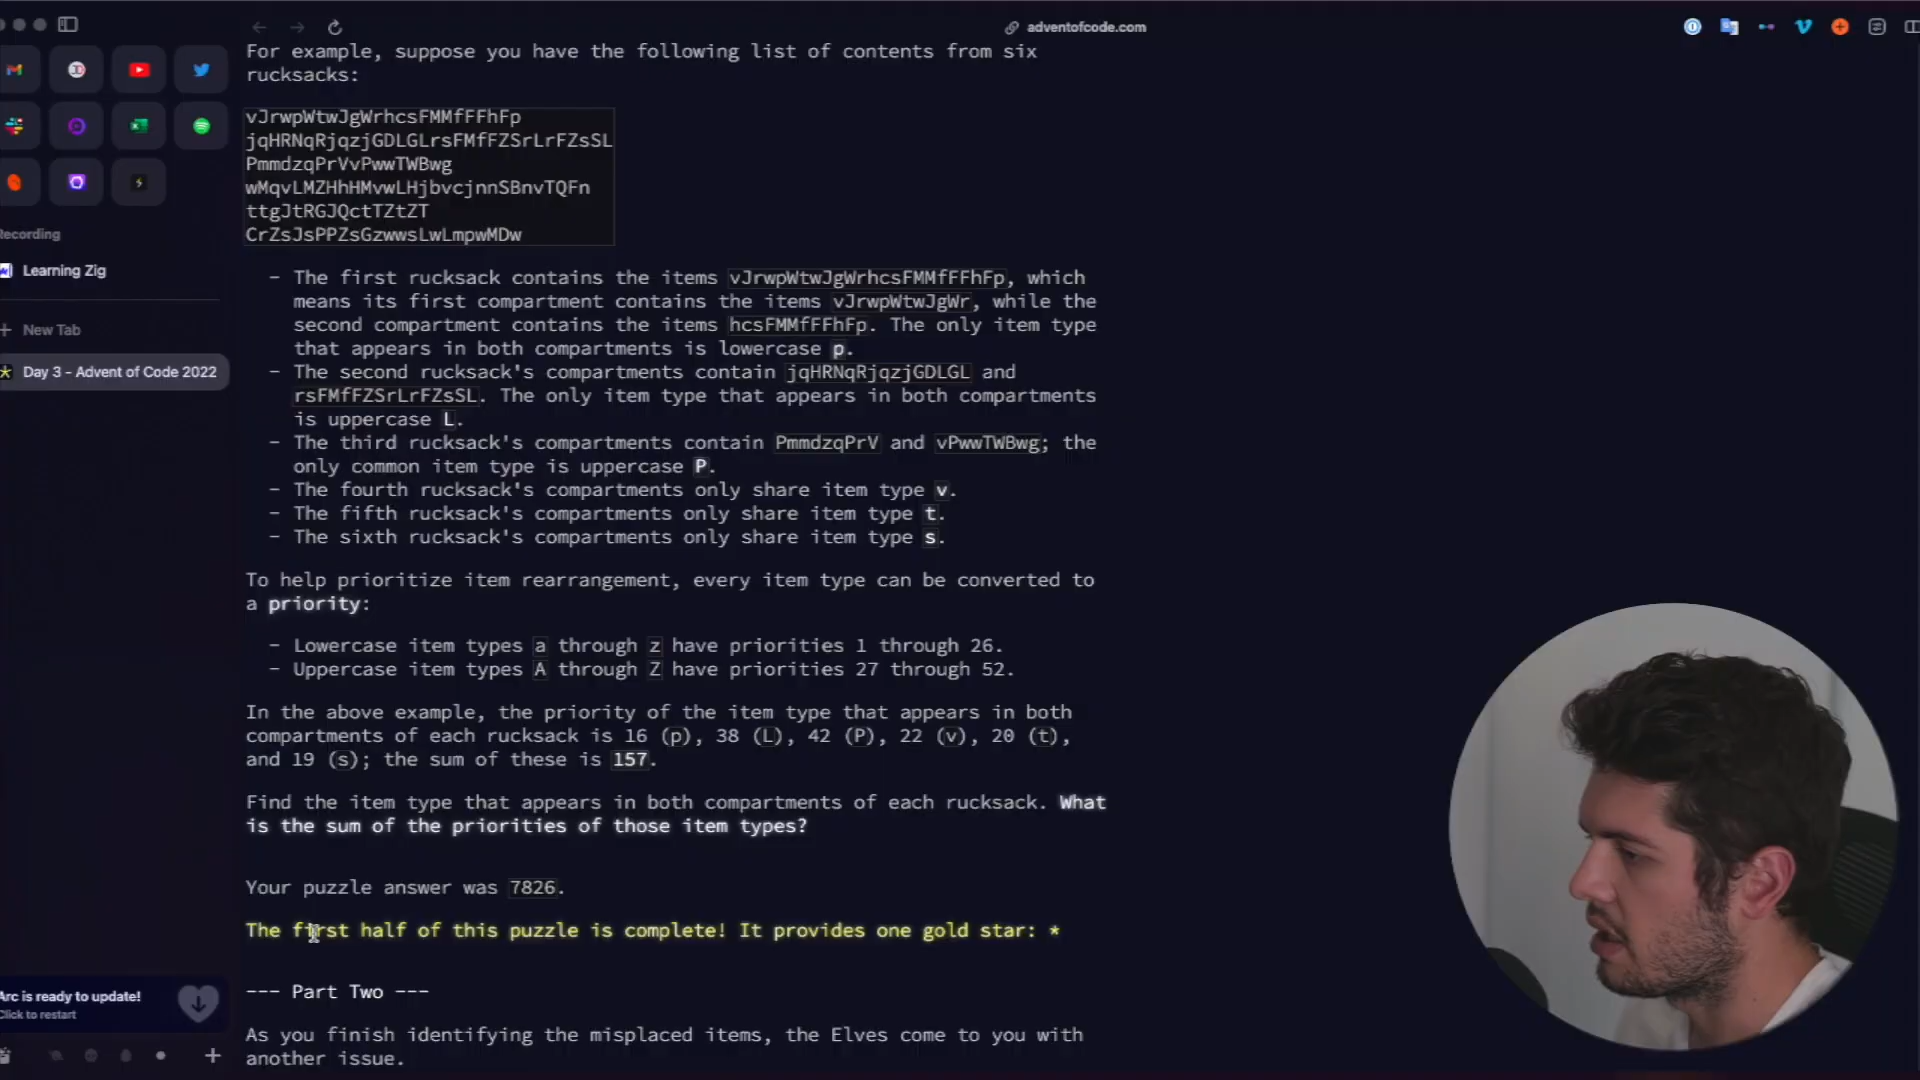 adventofcode.com
For example, suppose you have the following list of contents from six
rucksacks:
vJrwpWtwJgWrhcsFMMfFFhFp
jqHRNqRjqzjGDLGLrsFMfFZSrLrFZsSL
PmmdzqPrVvPwwTWBwg
wMqvLMZHhHMvwLHjbvcjnnSBnvTQFn
ttgJtRGJQctTZtZT
CrZsJsPPZsGzwwsLwLmpwMDw
Recording
Learning Zig
New Tab
Day 3 - Advent of Code 2022
- The first rucksack contains the items vJrwpWtwJgWrhcsFMMfFFhFp, which
means its first compartment contains the items vJrwpWtwJgWr, while the
second compartment contains the items hcsFMMfFFhFp. The only item type
that appears in both compartments is lowercase p.
- The second rucksack's compartments contain jqHRNqRjqzjGDLGL and
rsFMfFZSrLrFZsSL. The only item type that appears in both compartments
is uppercase L.
- The third rucksack's compartments contain PmmdzqPrV and vPwwTWBwg; the
only common item type is uppercase P.
- The fourth rucksack's compartments only share item type v.
- The fifth rucksack's compartments only share item type t.
- The sixth rucksack's compartments only share item type s.
To help prioritize item rearrangement, every item type can be converted to
a priority:
- Lowercase item types a through z have priorities 1 through 26.
- Uppercase item types A through Z have priorities 27 through 52.
In the above example, the priority of the item type that appears in both
compartments of each rucksack is 16 (p), 38 (L), 42 (P), 22 (v), 20 (t),
and 19 (s); the sum of these is 157.
Find the item type that appears in both compartments of each rucksack. What
is the sum of the priorities of those item types?
Your puzzle answer was 7826.
The first half of this puzzle is complete! It provides one gold star: *
--- Part Two ---
As you finish identifying the misplaced items, the Elves come to you with
another issue.
Arc is ready to update!
Click to restart